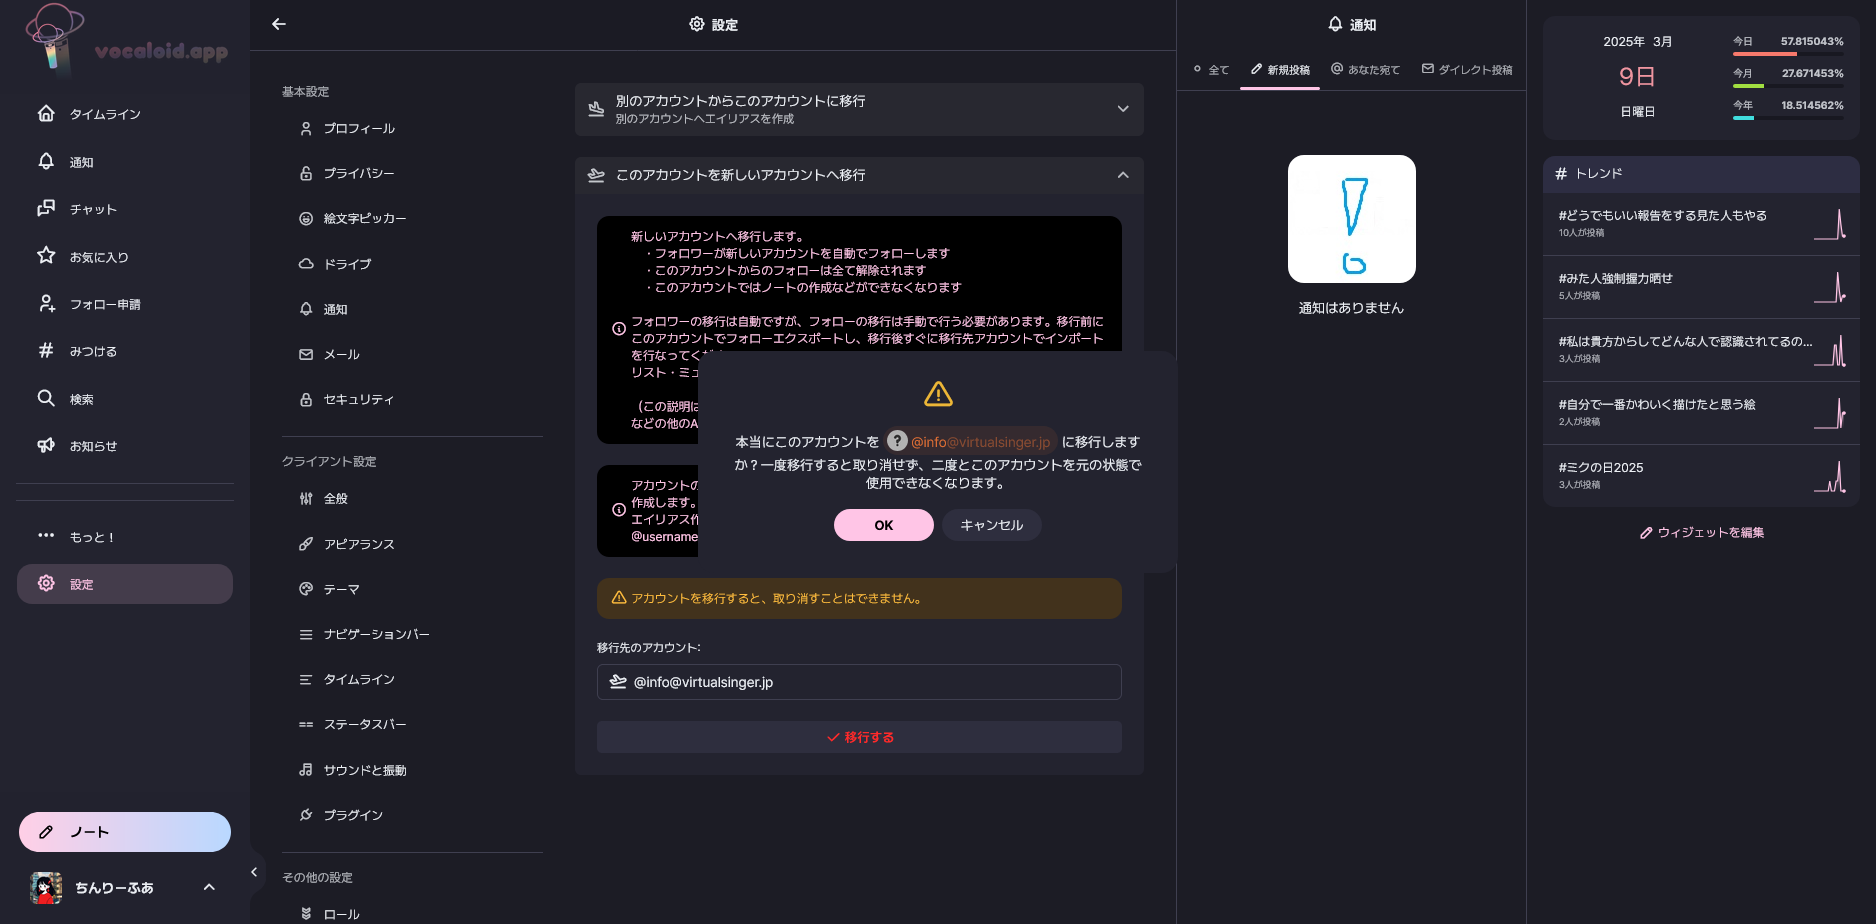 vocaloid.app
タイムライン
通知
チャット
お気に入り
フォロー申請
みつける
検索
お知らせ
もっと！
設定
ノート
ちんりーふぁ
設定
基本設定
プロフィール
プライバシー
絵文字ピッカー
ドライブ
通知
メール
セキュリティ
クライアント設定
全般
アピアランス
テーマ
ナビゲーションバー
タイムライン
ステータスバー
サウンドと振動
プラグイン
その他の設定
ロール
別のアカウントからこのアカウントに移行
別のアカウントへエイリアスを作成
このアカウントを新しいアカウントへ移行
新しいアカウントへ移行します。
・フォロワーが新しいアカウントを自動でフォローします
・このアカウントからのフォローは全て解除されます
・このアカウントではノートの作成などができなくなります
フォロワーの移行は自動ですが、フォローの移行は手動で行う必要があります。移行前に
このアカウントでフォローエクスポートし、移行後すぐに移行先アカウントでインポート
を行なってくだ
リスト・ミュ
（この説明は
などの他のA
アカウントの
作成します。
エイリアス作
@username
本当にこのアカウントを @info@virtualsinger.jp に移行します
か？一度移行すると取り消せず、二度とこのアカウントを元の状態で
使用できなくなります。
OK キャンセル
アカウントを移行すると、取り消すことはできません。
移行先のアカウント:
@info@virtualsinger.jp
移行する
通知
全て 新規投稿 あなた宛て ダイレクト投稿
通知はありません
2025年 3月
9日
日曜日
今日 57.815043%
今月 27.671453%
今年 18.514562%
トレンド
#どうでもいい報告をする見た人もやる
10人が投稿
#みた人強制握力晒せ
5人が投稿
#私は貴方からしてどんな人で認識されてるの...
3人が投稿
#自分で一番かわいく描けたと思う絵
2人が投稿
#ミクの日2025
3人が投稿
ウィジェットを編集